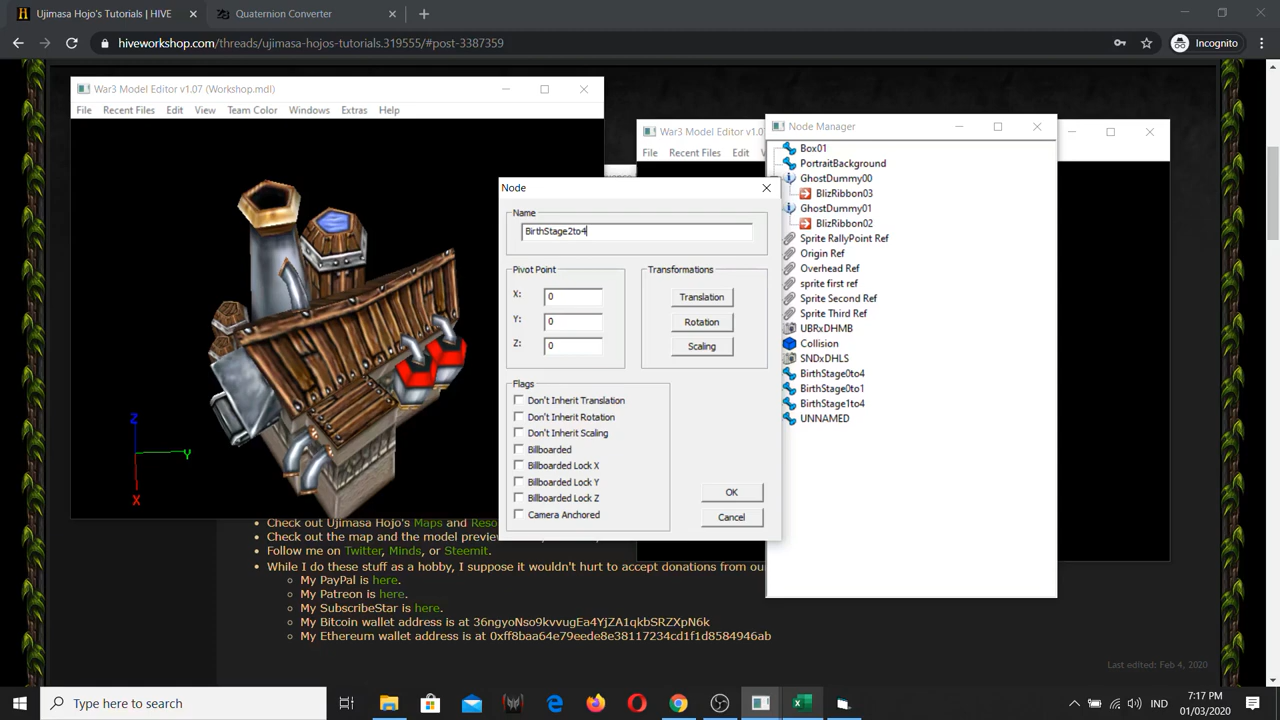 Ujimasa Hojo's Tutorials | HIVE
Quaternion Converter
hiveworkshop.com/threads/ujimasa-hojos-tutorials.319555/#post-3387359
Incognito
War3 Model Editor v1.07 (Workshop.mdl)
File Recent Files Edit View Team Color Windows Extras Help
War3 Model Editor v1.0
File Recent Files Edit
Node Manager
Box01
PortraitBackground
GhostDummy00
BlizRibbon03
GhostDummy01
BlizRibbon02
Sprite RallyPoint Ref
Origin Ref
Overhead Ref
sprite first ref
Sprite Second Ref
Sprite Third Ref
UBRxDHMB
Collision
SNDxDHLS
BirthStage0to4
BirthStage0to1
BirthStage1to4
UNNAMED
Node
Name
BirthStage2to4
Pivot Point
X: 0
Y: 0
Z: 0
Transformations
Translation
Rotation
Scaling
Flags
Don't Inherit Translation
Don't Inherit Rotation
Don't Inherit Scaling
Billboarded
Billboarded Lock X
Billboarded Lock Y
Billboarded Lock Z
Camera Anchored
OK
Cancel
Z
Y
X
Check out Ujimasa Hojo's Maps and Reso
Check out the map and the model preview
Follow me on Twitter, Minds, or Steemit.
While I do these stuff as a hobby, I suppose it wouldn't hurt to accept donations from ou
My PayPal is here.
My Patreon is here.
My SubscribeStar is here.
My Bitcoin wallet address is at 36ngyoNso9kvvugEa4YjZA1qkbSRZXpN6k
My Ethereum wallet address is at 0xff8baa64e79eede8e38117234cd1f1d8584946ab
Last edited: Feb 4, 2020
Type here to search
IND
7:17 PM
01/03/2020